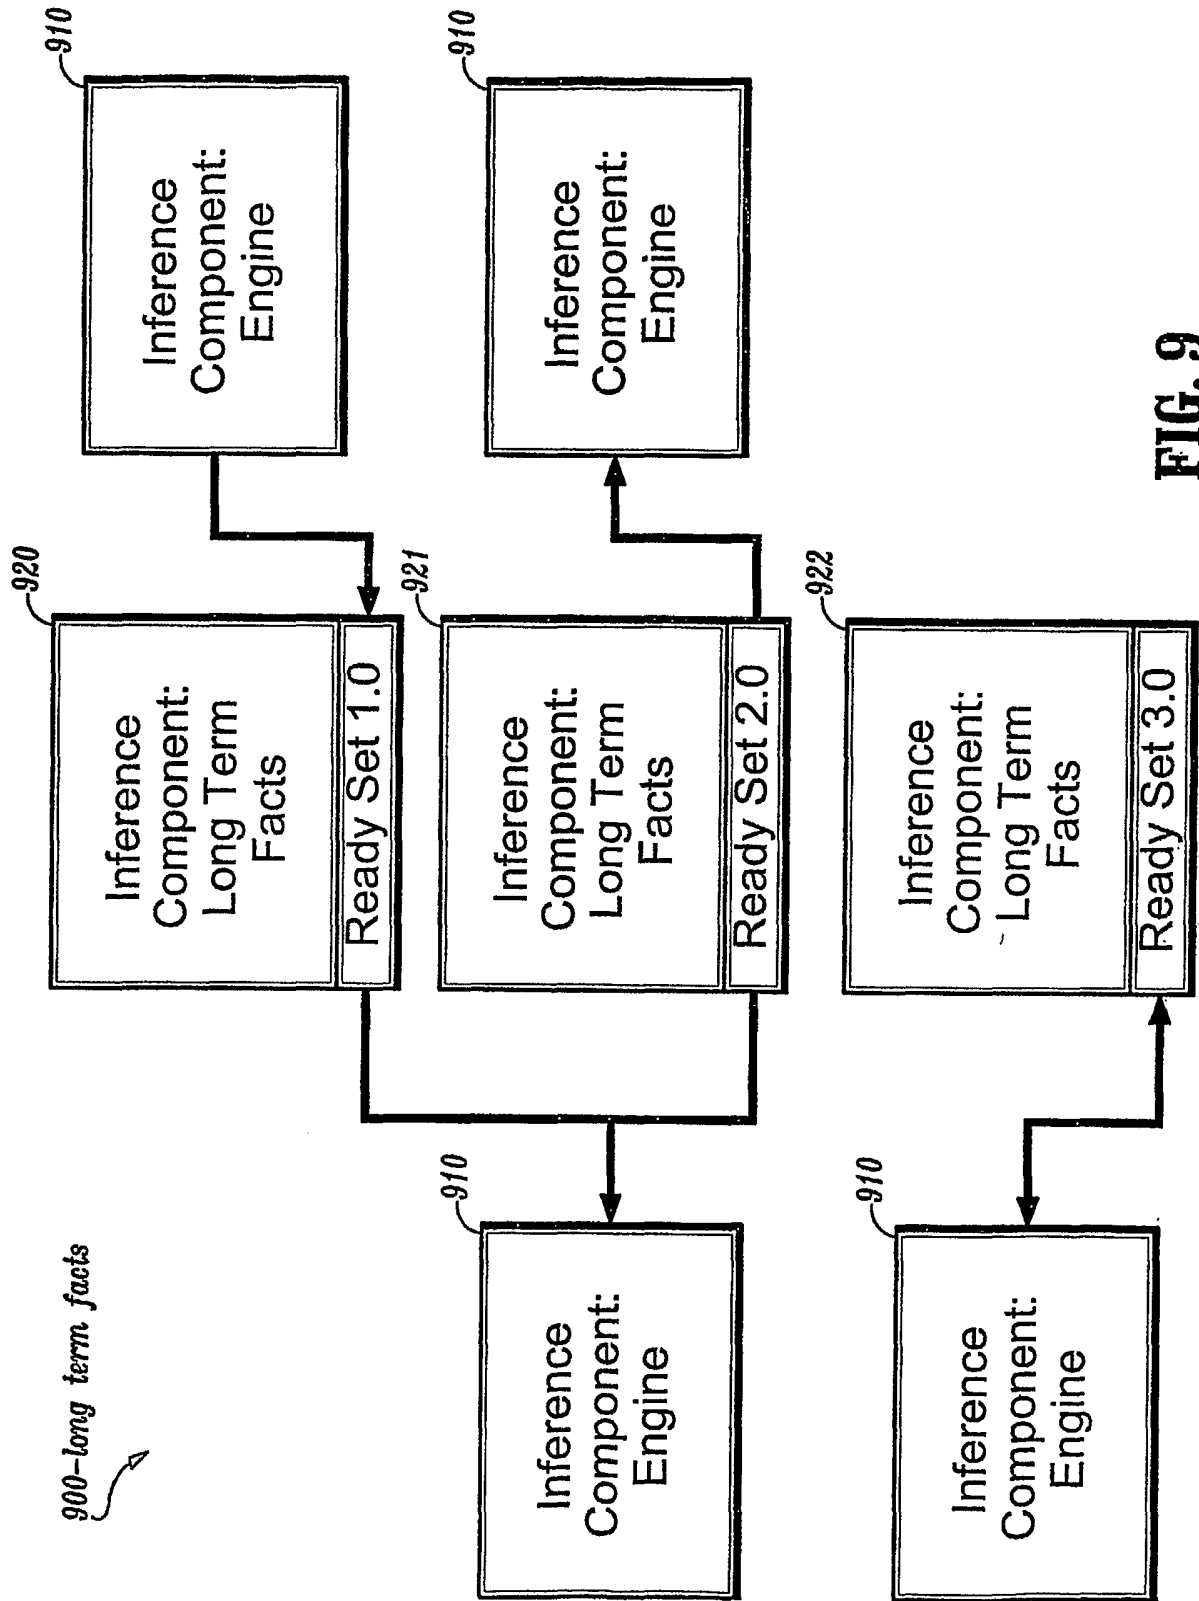 900-long term facts
920
Inference
Component:
Long Term
Facts
Ready Set 1.0
910
Inference
Component:
Engine
910
Inference
Component:
Engine
921
Inference
Component:
Long Term
Facts
Ready Set 2.0
910
Inference
Component:
Engine
910
Inference
Component:
Engine
922
Inference
Component:
Long Term
Facts
Ready Set 3.0
FIG. 9